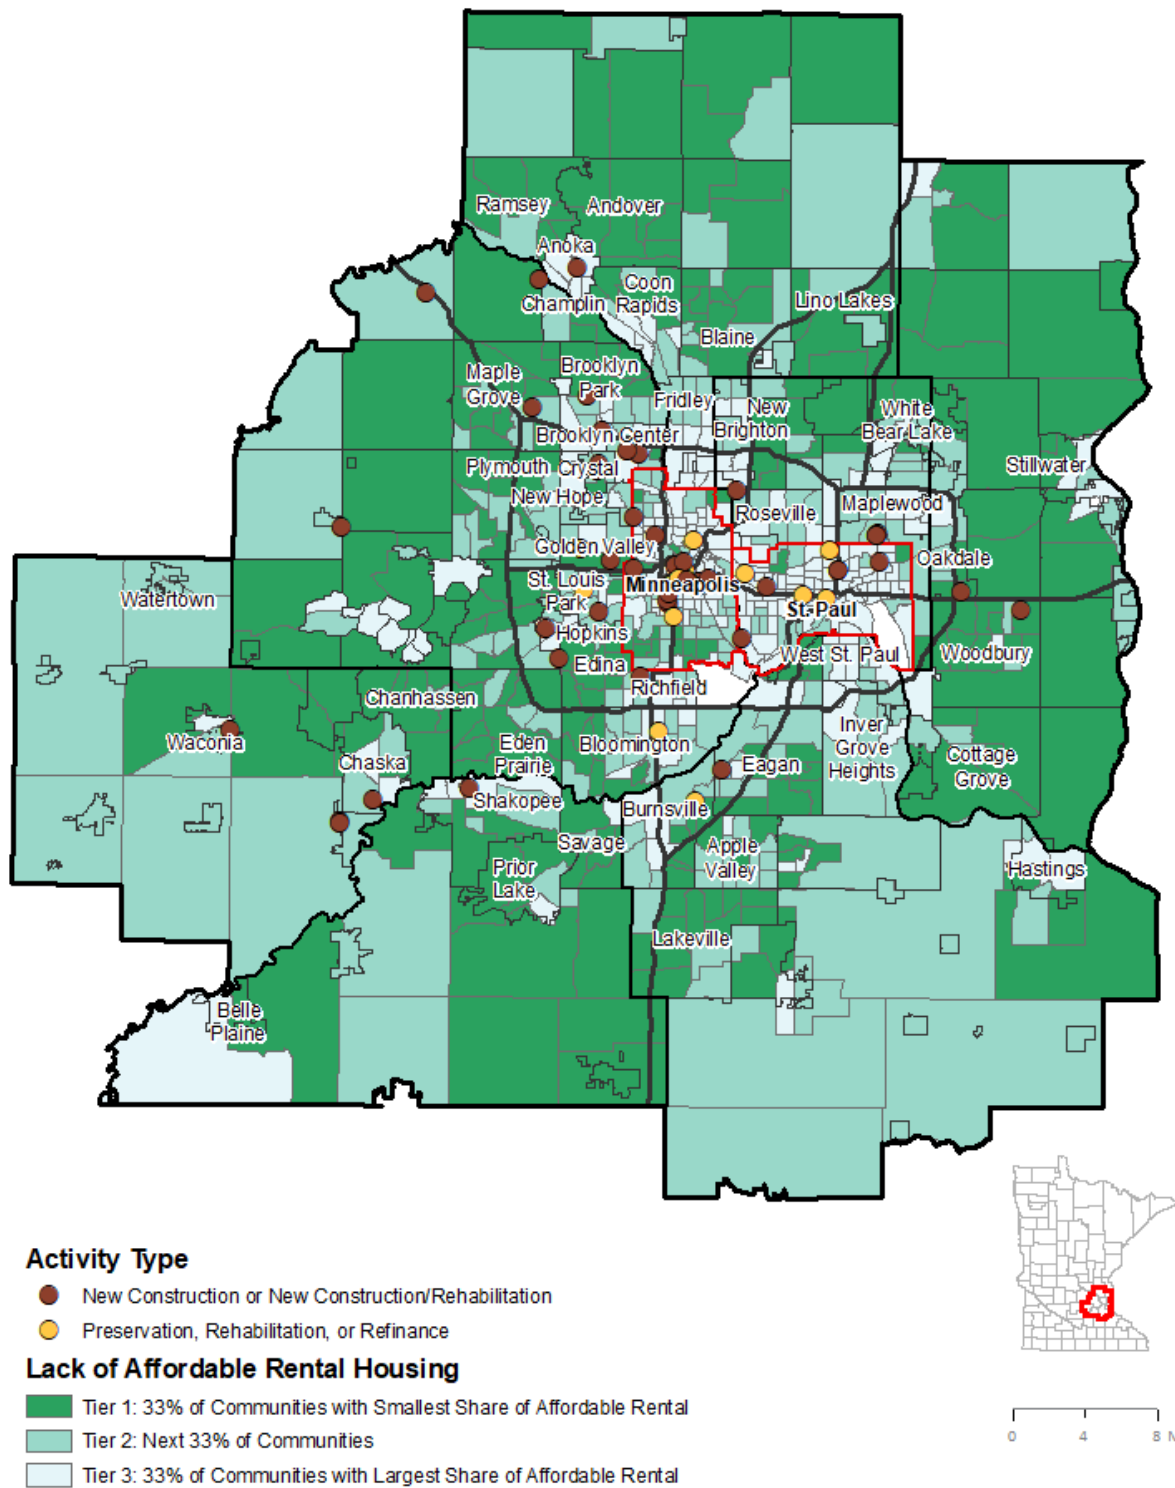 Ramsey
Andover
Anoka
Champlin
Coon
Rapids
Lino Lakes
Blaine
Maple
Grove
Brooklyn
Park
Fridley
New
Brighton
White
Bear Lake
Brooklyn Center
Plymouth
Crystal
New Hope
Stillwater
Maplewood
Roseville
Golden Valley
Oakdale
St. Louis
Park
Minneapolis
St. Paul
Watertown
Hopkins
Edina
West St. Paul
Woodbury
Richfield
Chanhassen
Waconia
Chaska
Eden
Prairie
Bloomington
Eagan
Inver
Grove
Heights
Cottage
Grove
Shakopee
Burnsville
Savage
Apple
Valley
Prior
Lake
Hastings
Lakeville
Belle
Plaine
Activity Type
New Construction or New Construction/Rehabilitation
Preservation, Rehabilitation, or Refinance
Lack of Affordable Rental Housing
Tier 1: 33% of Communities with Smallest Share of Affordable Rental
Tier 2: Next 33% of Communities
Tier 3: 33% of Communities with Largest Share of Affordable Rental
0 4 8